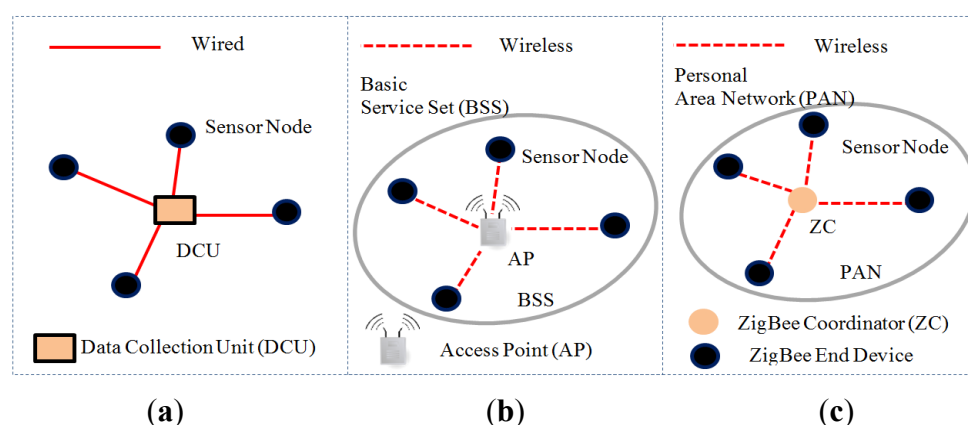 Wired
Sensor Node
DCU
Data Collection Unit (DCU)
(a)
Wireless
Basic
Service Set (BSS)
Sensor Node
AP
BSS
Access Point (AP)
(b)
Wireless
Personal
Area Network (PAN)
Sensor Node
ZC
PAN
ZigBee Coordinator (ZC)
ZigBee End Device
(c)